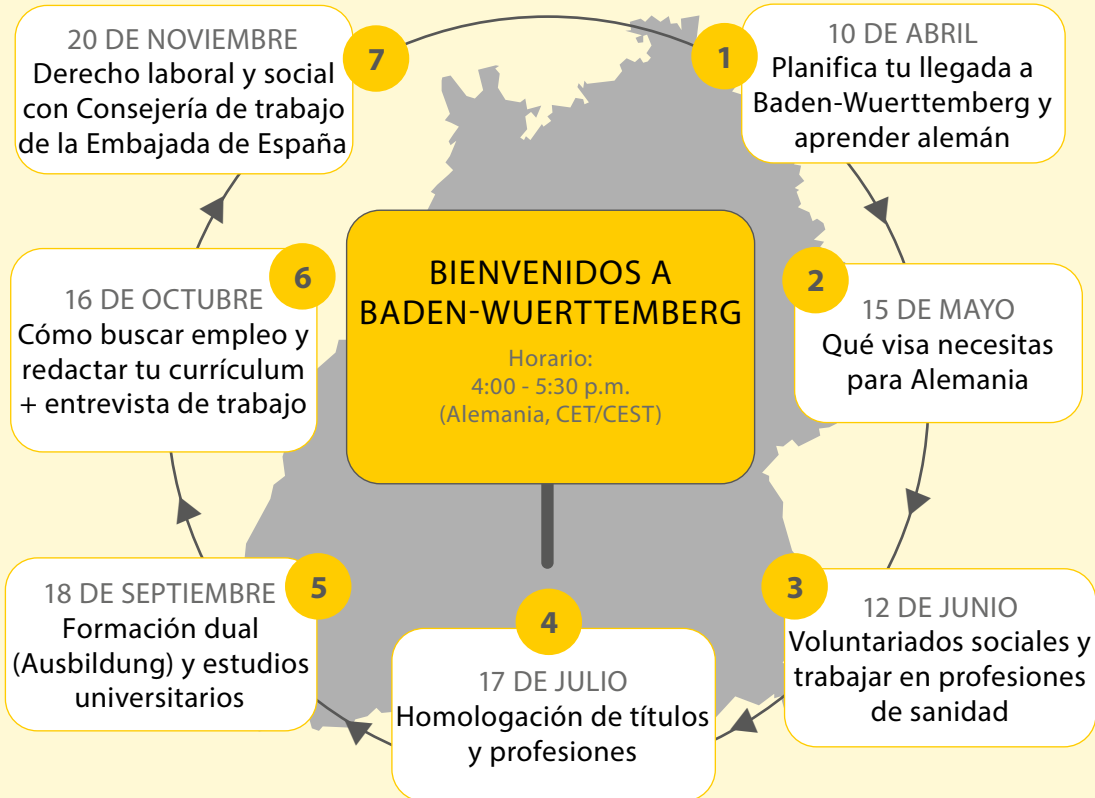 BIENVENIDOS A
BADEN-WUERTTEMBERG
Horario:
4:00 - 5:30 p.m.
(Alemania, CET/CEST)
1
10 DE ABRIL
Planifica tu llegada a
Baden-Wuerttemberg y
aprender alemán
2
15 DE MAYO
Qué visa necesitas
para Alemania
3
12 DE JUNIO
Voluntariados sociales y
trabajar en profesiones
de sanidad
4
17 DE JULIO
Homologación de títulos
y profesiones
5
18 DE SEPTIEMBRE
Formación dual
(Ausbildung) y estudios
universitarios
6
16 DE OCTUBRE
Cómo buscar empleo y
redactar tu currículum
+ entrevista de trabajo
7
20 DE NOVIEMBRE
Derecho laboral y social
con Consejería de trabajo
de la Embajada de España